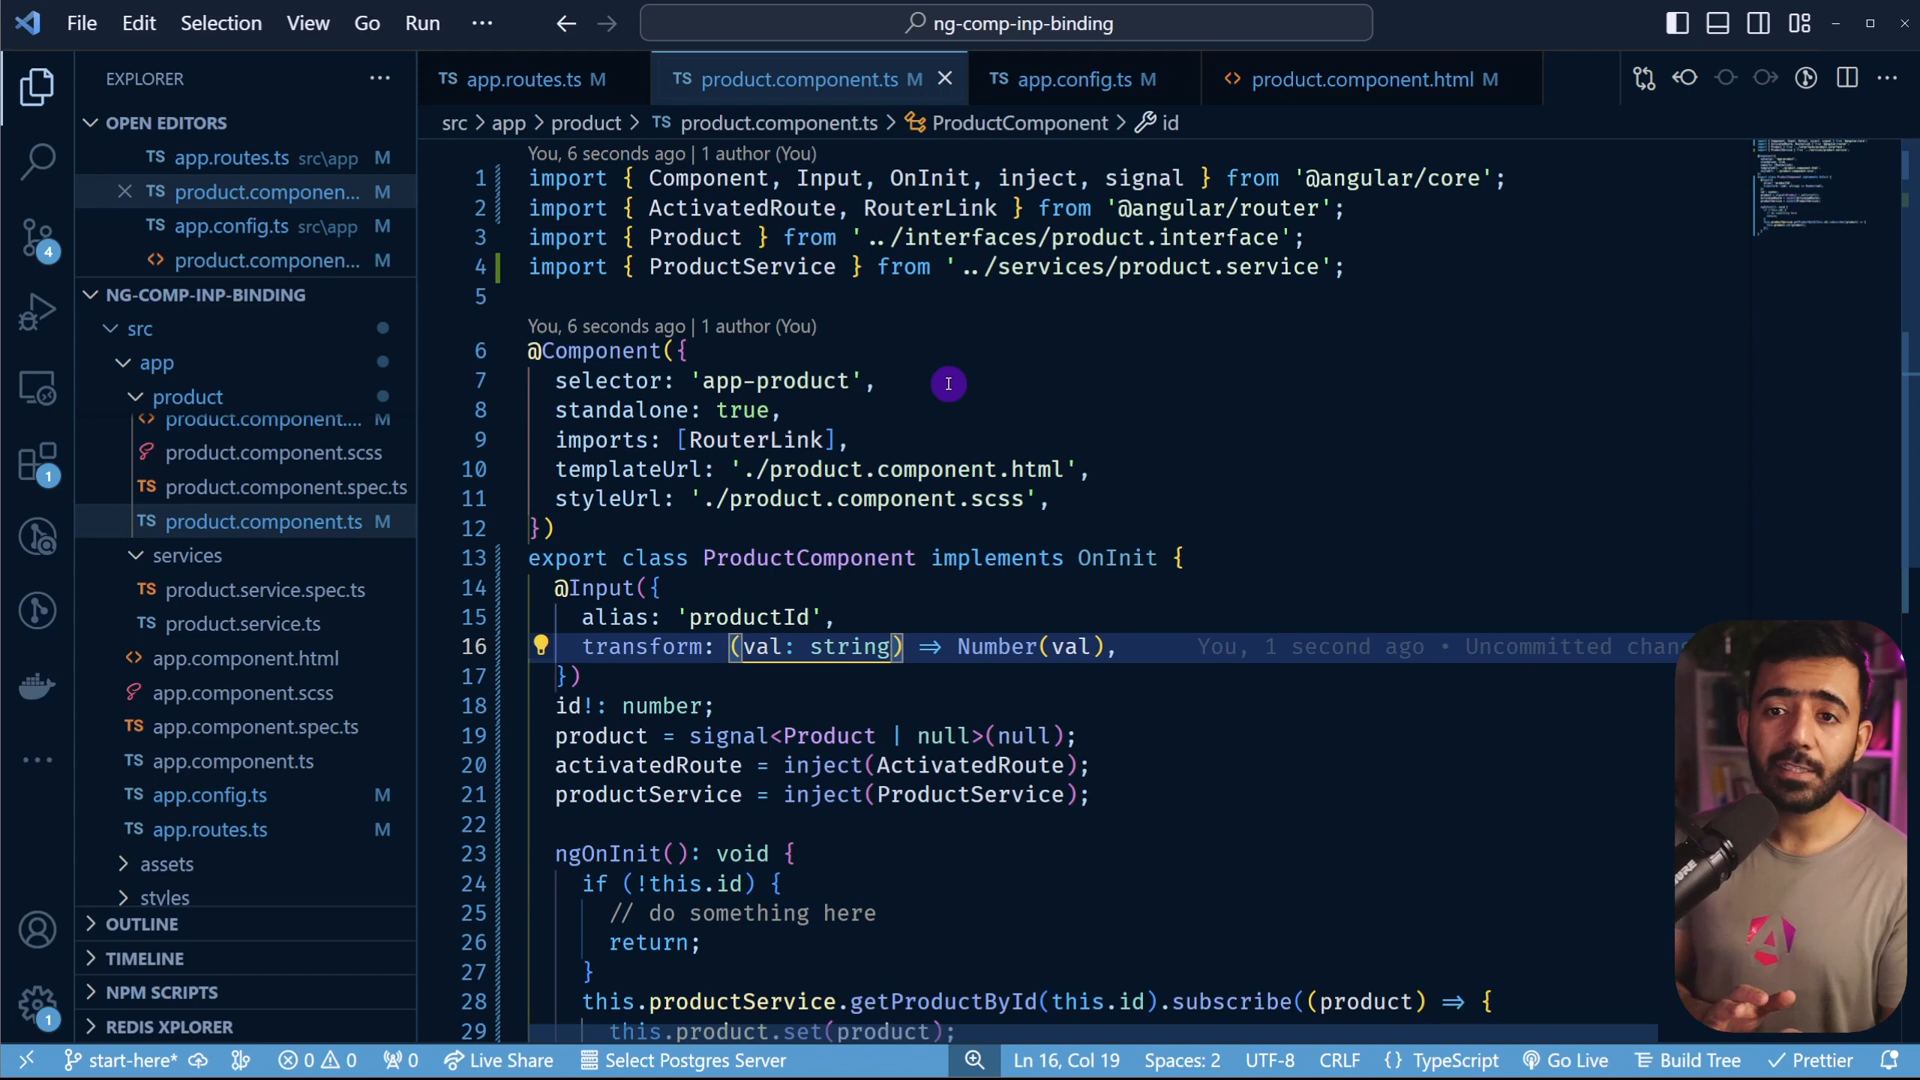 File Edit Selection View Go Run ··· ng-comp-inp-binding
EXPLORER
OPEN EDITORS
TS app.routes.ts src\app M
TS product.componen... M
TS app.config.ts src\app M
<> product.componen... M
NG-COMP-INP-BINDING
src
app
product
<> product.component.... M
product.component.scss
TS product.component.spec.ts
TS product.component.ts M
services
TS product.service.spec.ts
TS product.service.ts
<> app.component.html
app.component.scss
TS app.component.spec.ts
TS app.component.ts
TS app.config.ts M
TS app.routes.ts M
assets
styles
OUTLINE
TIMELINE
NPM SCRIPTS
REDIS XPLORER
4
1
1
TS app.routes.ts M TS product.component.ts M TS app.config.ts M <> product.component.html M
src > app > product > TS product.component.ts > ProductComponent > id
You, 6 seconds ago | 1 author (You)
1 import { Component, Input, OnInit, inject, signal } from '@angular/core';
2 import { ActivatedRoute, RouterLink } from '@angular/router';
3 import { Product } from '../interfaces/product.interface';
4 import { ProductService } from '../services/product.service';
5
You, 6 seconds ago | 1 author (You)
6 @Component({
7 selector: 'app-product',
8 standalone: true,
9 imports: [RouterLink],
10 templateUrl: './product.component.html',
11 styleUrl: './product.component.scss',
12 })
13 export class ProductComponent implements OnInit {
14 @Input({
15 alias: 'productId',
16 transform: (val: string) => Number(val), You, 1 second ago • Uncommitted chan
17 })
18 id!: number;
19 product = signal<Product | null>(null);
20 activatedRoute = inject(ActivatedRoute);
21 productService = inject(ProductService);
22
23 ngOnInit(): void {
24 if (!this.id) {
25 // do something here
26 return;
27 }
28 this.productService.getProductById(this.id).subscribe((product) => {
29 this.product.set(product);
SHURE
start-here* 0 0 0 Live Share Select Postgres Server Ln 16, Col 19 Spaces: 2 UTF-8 CRLF {} TypeScript Go Live Build Tree Prettier